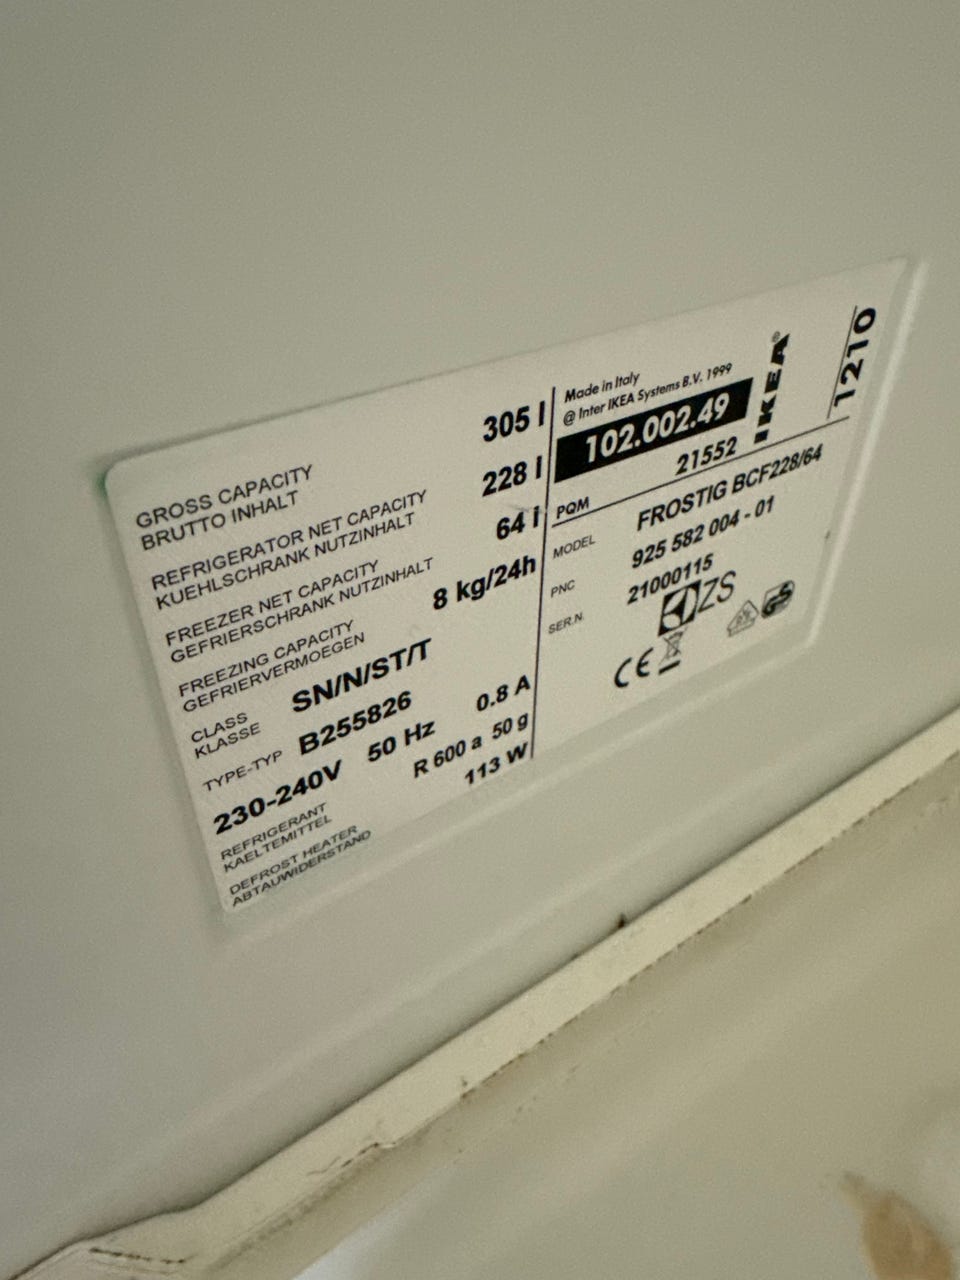 GROSS CAPACITY
BRUTTO INHALT
305 l
REFRIGERATOR NET CAPACITY
KUEHLSCHRANK NUTZINHALT
228 l
FREEZER NET CAPACITY
GEFRIERSCHRANK NUTZINHALT
64 l
FREEZING CAPACITY
GEFRIERVERMOEGEN
8 kg/24h
CLASS
KLASSE
SN/N/ST/T
TYPE-TYP B255826
230-240V 50 Hz 0.8 A
REFRIGERANT
KAELTEMITTEL
R 600 a 50 g
DEFROST HEATER
ABTAUWIDERSTAND
113 W
Made in Italy
@ Inter IKEA Systems B.V. 1999
102.002.49
IKEA®
1210
PQM 21552
MODEL FROSTIG BCF228/64
PNC 925 582 004 - 01
SER.N. 21000115
ZS
CE
GS